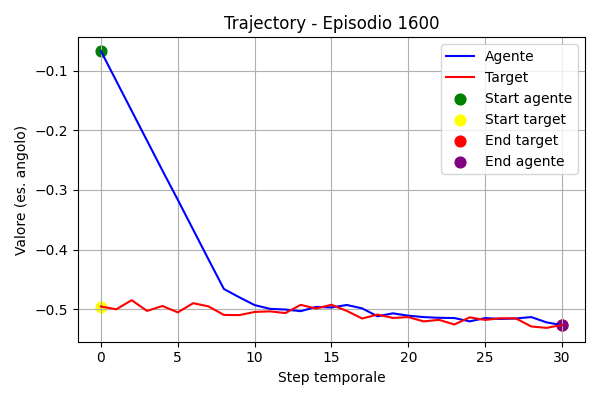 Trajectory - Episodio 1600
Agente
Target
Start agente
Start target
End target
End agente
Valore (es. angolo)
−0.1
−0.2
−0.3
−0.4
−0.5
0 5 10 15 20 25 30
Step temporale